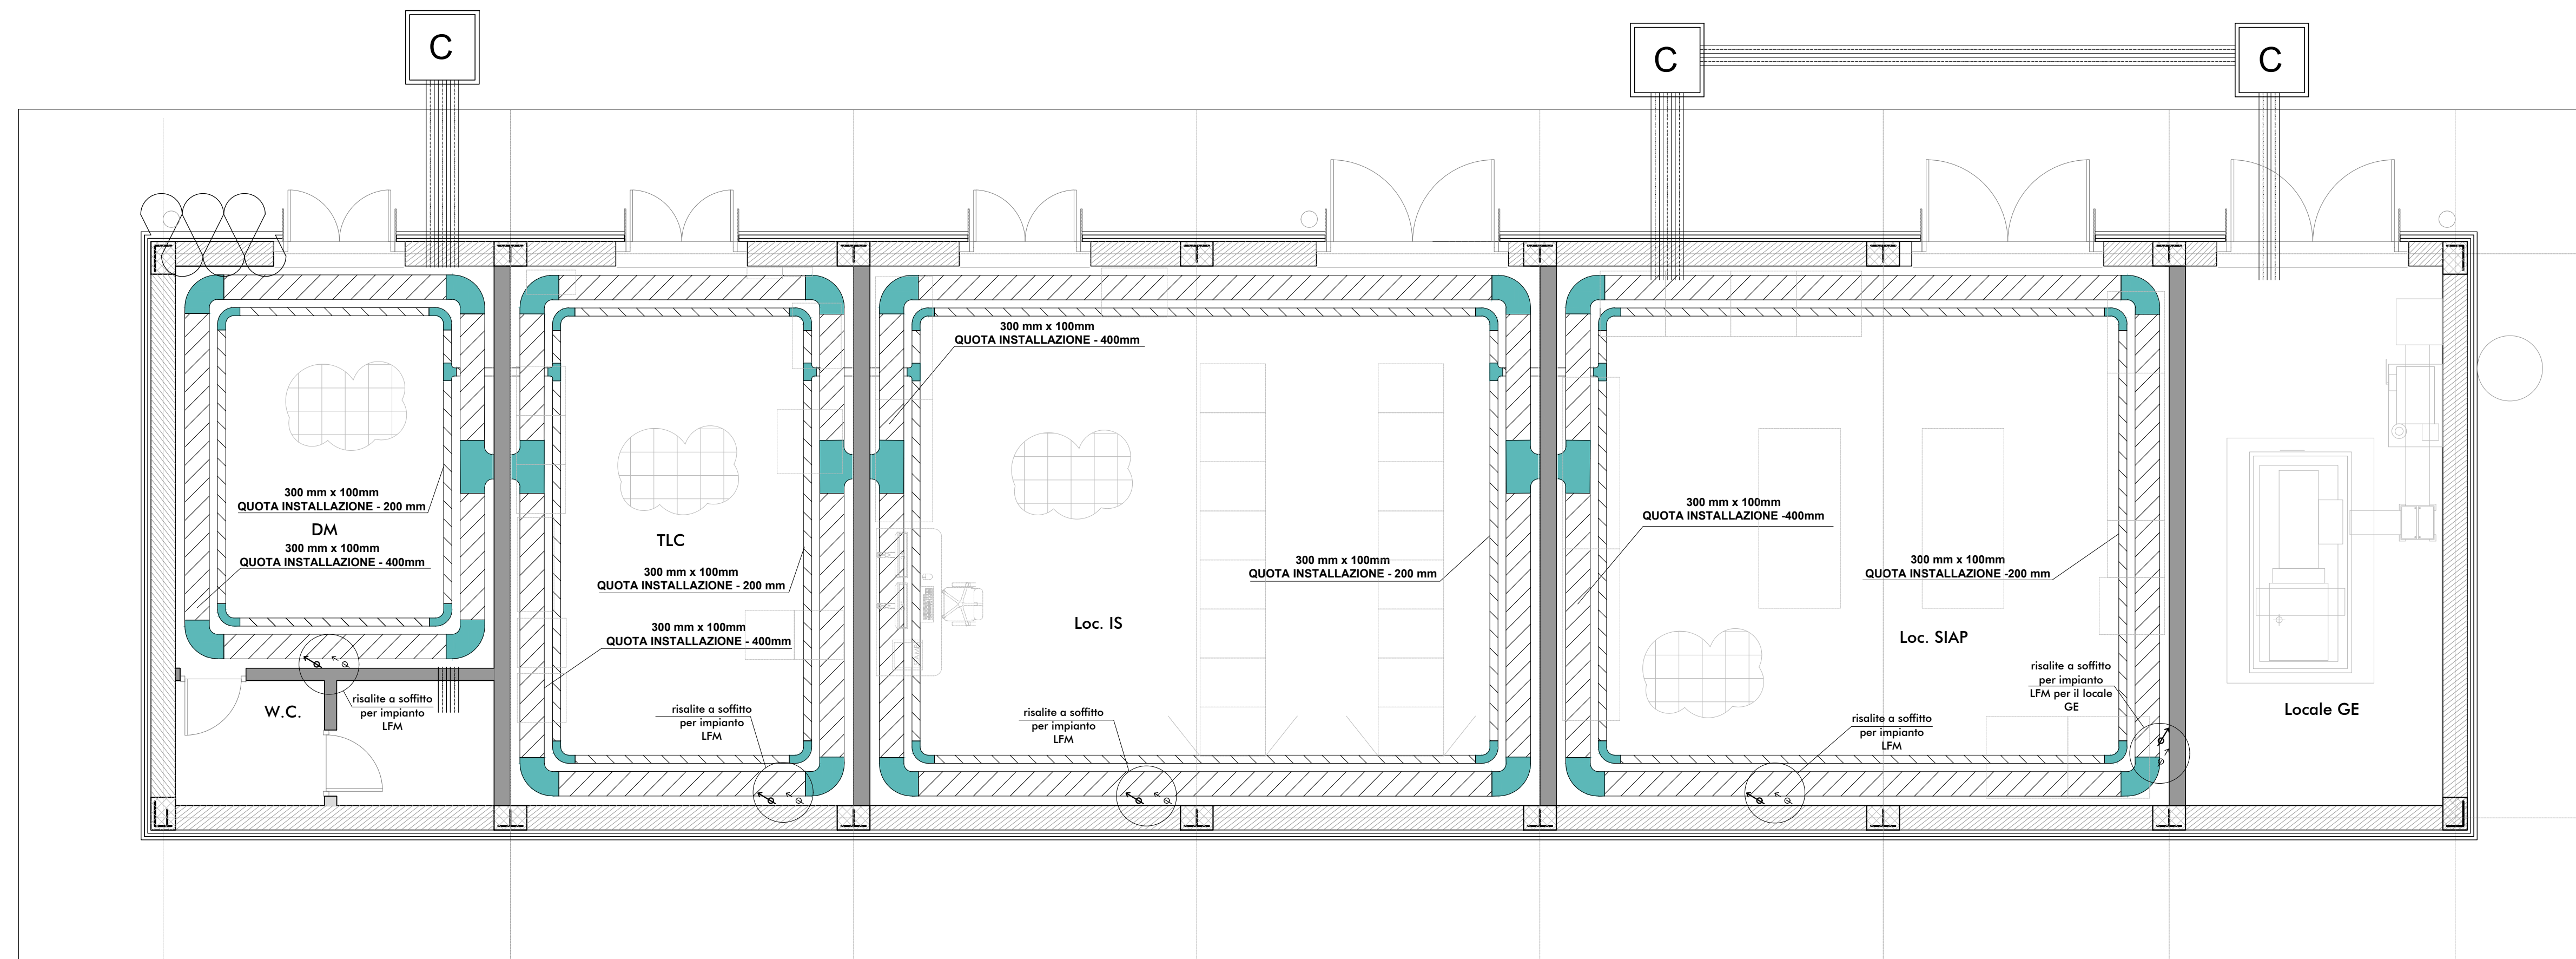 C
C
C
300 mm x 100mm
QUOTA INSTALLAZIONE - 200 mm
DM
300 mm x 100mm
QUOTA INSTALLAZIONE - 400mm
W.C.
risalite a soffitto
per impianto
LFM
TLC
300 mm x 100mm
QUOTA INSTALLAZIONE - 200 mm
300 mm x 100mm
QUOTA INSTALLAZIONE - 400mm
risalite a soffitto
per impianto
LFM
300 mm x 100mm
QUOTA INSTALLAZIONE - 400mm
300 mm x 100mm
QUOTA INSTALLAZIONE - 200 mm
Loc. IS
risalite a soffitto
per impianto
LFM
300 mm x 100mm
QUOTA INSTALLAZIONE -400mm
300 mm x 100mm
QUOTA INSTALLAZIONE -200 mm
Loc. SIAP
risalite a soffitto
per impianto
LFM
risalite a soffitto
per impianto
LFM per il locale
GE
Locale GE